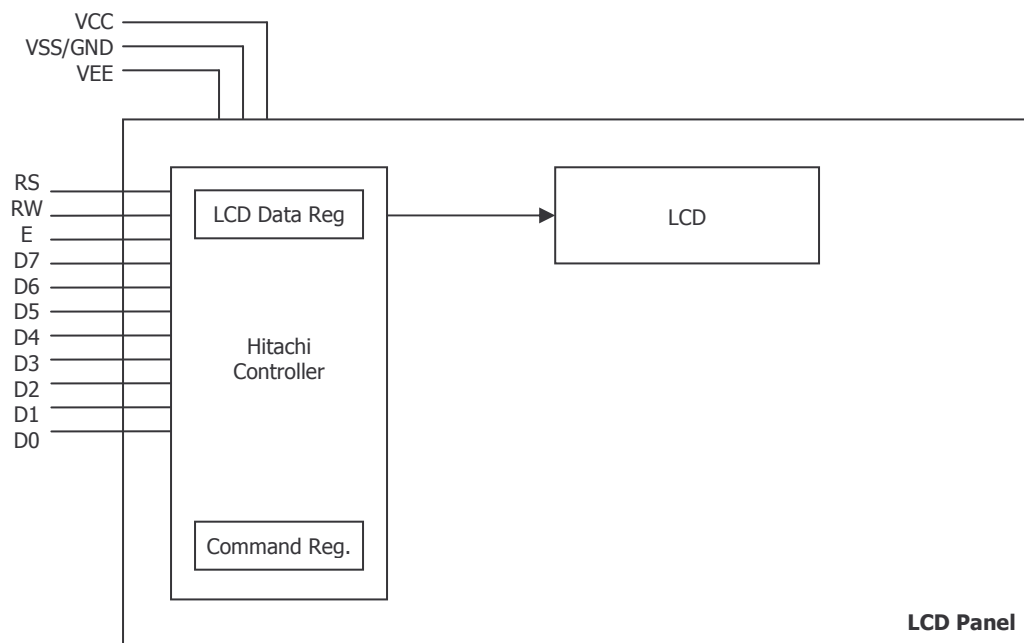 VCC
VSS/GND
VEE
RS
RW
E
D7
D6
D5
D4
D3
D2
D1
D0
LCD Data Reg
Hitachi
Controller
Command Reg.
LCD
LCD Panel